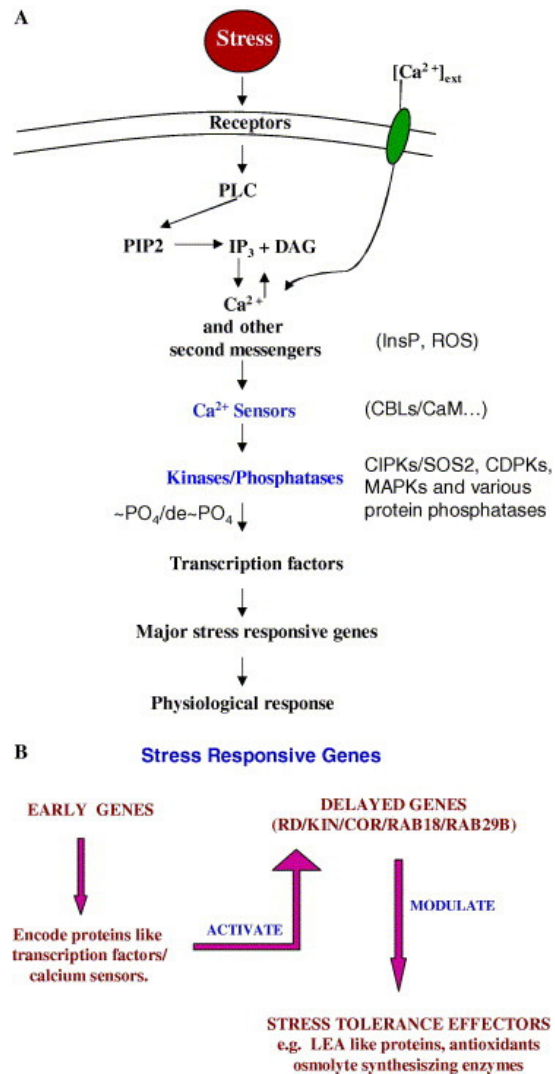 A
Stress
[Ca²⁺]ext
Receptors
PLC
PIP2
IP₃ + DAG
Ca²⁺
and other
second messengers
(InsP, ROS)
Ca²⁺ Sensors
(CBLs/CaM...)
Kinases/Phosphatases
CIPKs/SOS2, CDPKs,
MAPKs and various
protein phosphatases
~PO₄/de~PO₄
Transcription factors
Major stress responsive genes
Physiological response
B
Stress Responsive Genes
EARLY GENES
DELAYED GENES
(RD/KIN/COR/RAB18/RAB29B)
Encode proteins like
transcription factors/
calcium sensors.
ACTIVATE
MODULATE
STRESS TOLERANCE EFFECTORS
e.g. LEA like proteins, antioxidants
osmolyte synthesiszing enzymes